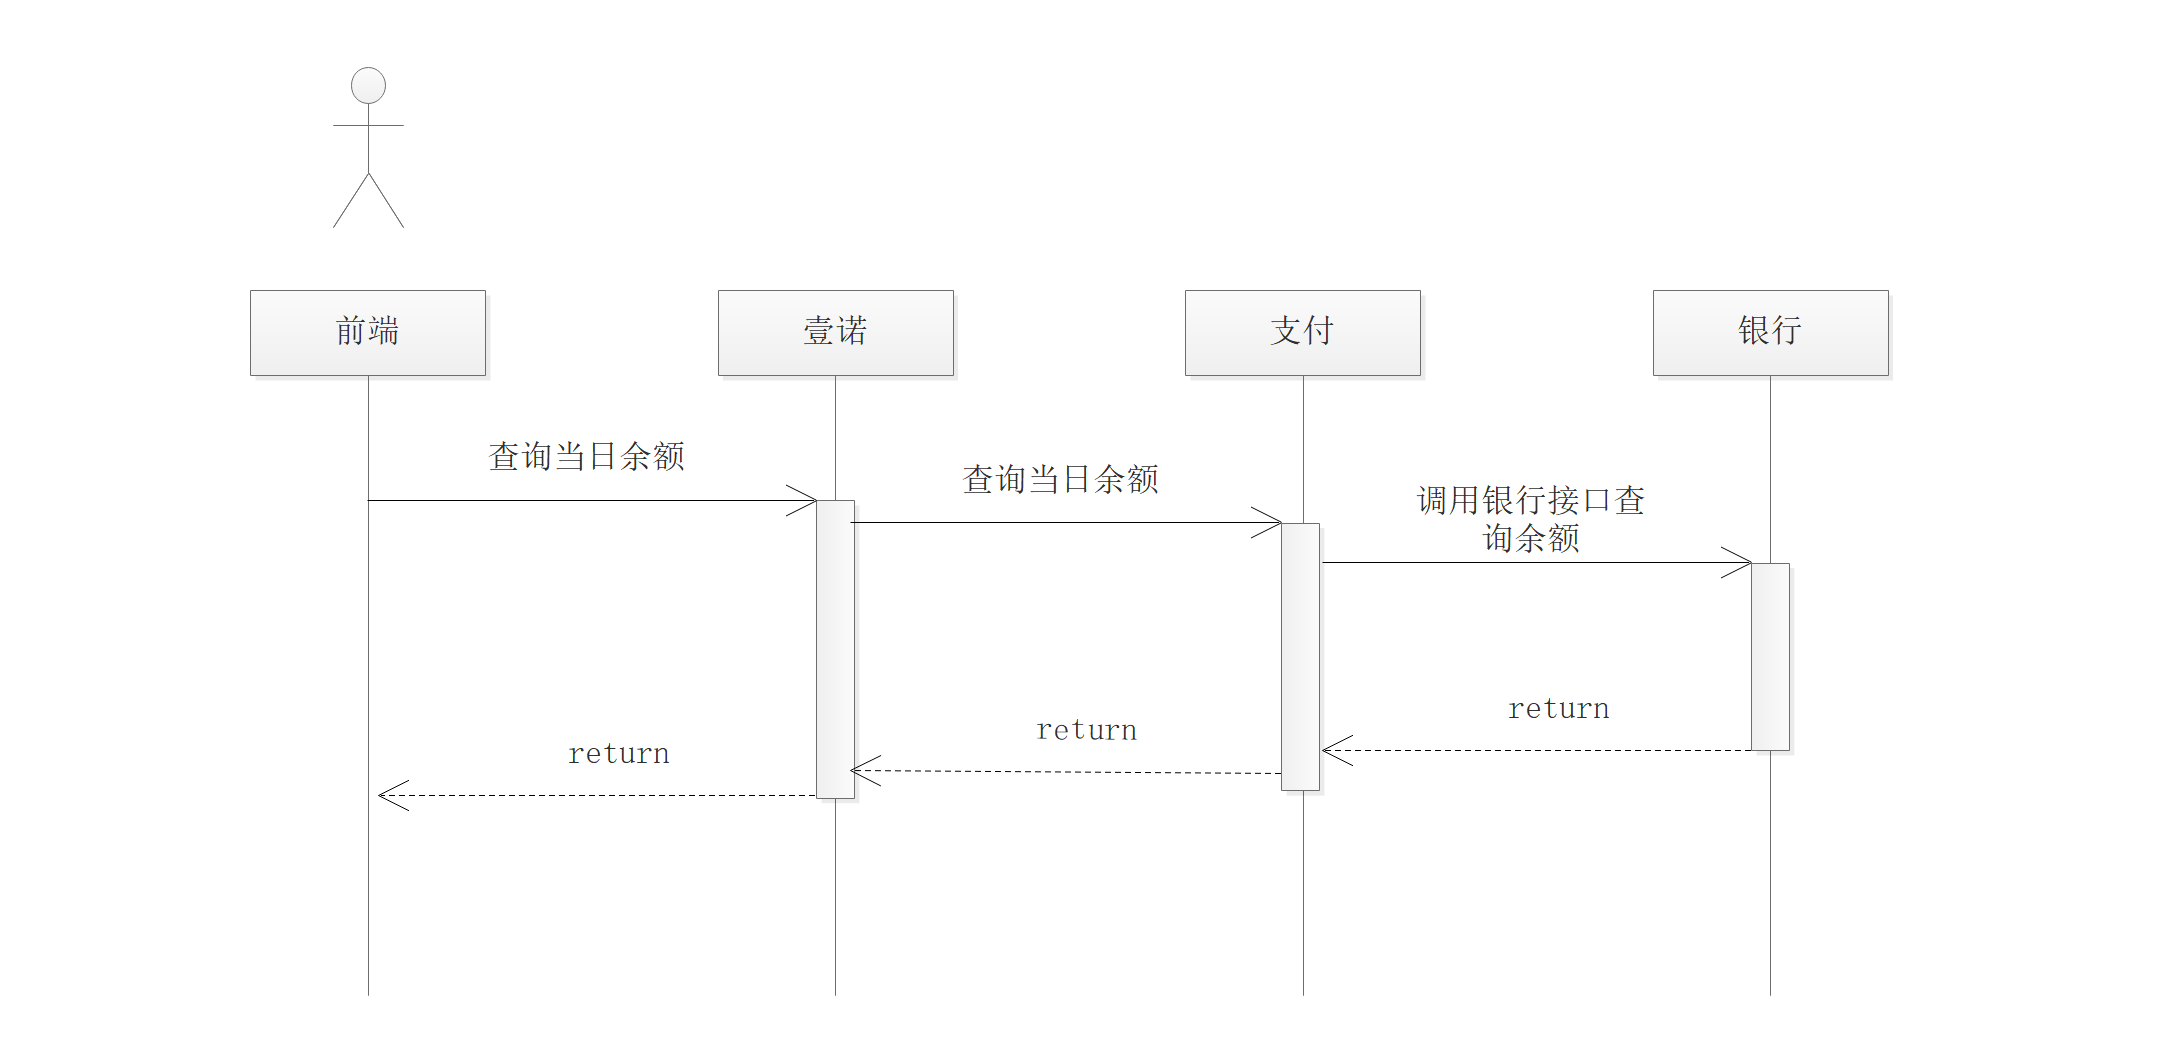 前端
壹诺
支付
银行
查询当日余额
查询当日余额
调用银行接口查
询余额
return
return
return